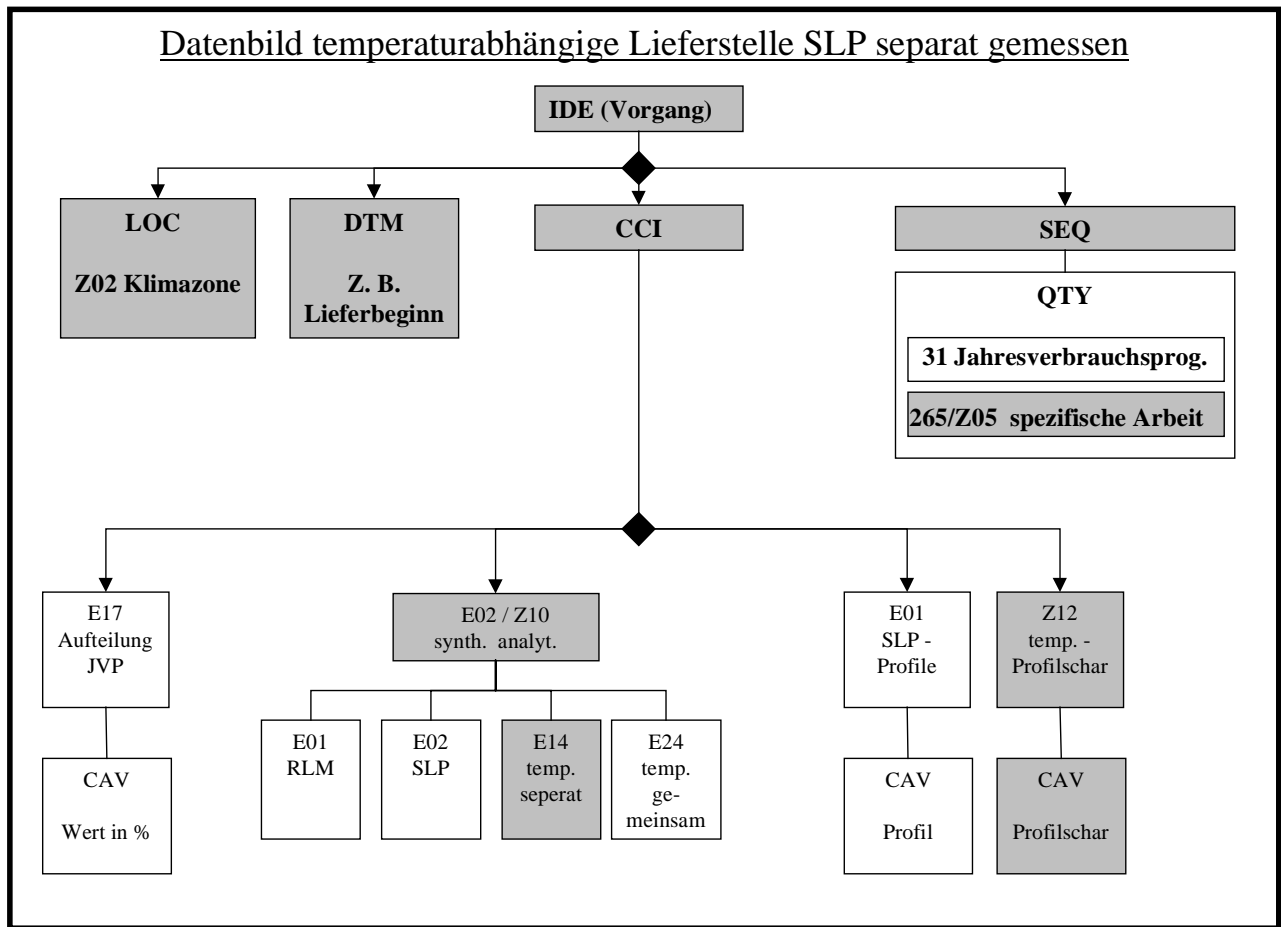 Datenbild temperaturabhängige Lieferstelle SLP separat gemessen
IDE (Vorgang)
LOC
Z02 Klimazone
DTM
Z. B.
Lieferbeginn
CCI
SEQ
QTY
31 Jahresverbrauchsprog.
265/Z05 spezifische Arbeit
E17
Aufteilung
JVP
E02 / Z10
synth. analyt.
E01
SLP -
Profile
Z12
temp. -
Profilschar
E01
RLM
E02
SLP
E14
temp.
seperat
E24
temp.
ge-
meinsam
CAV
Wert in %
CAV
Profil
CAV
Profilschar